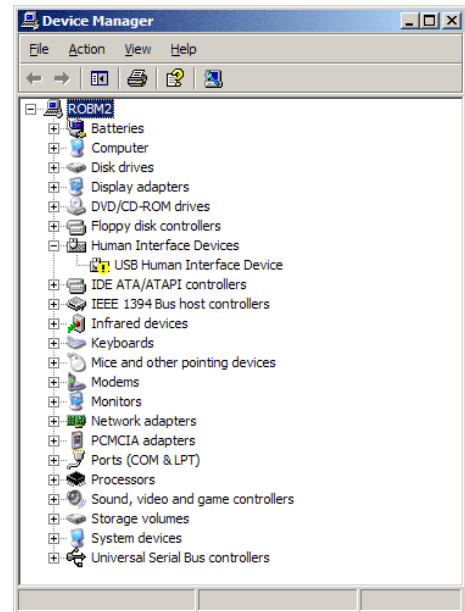 Device Manager
File Action View Help
ROBM2
Batteries
Computer
Disk drives
Display adapters
DVD/CD-ROM drives
Floppy disk controllers
Human Interface Devices
USB Human Interface Device
IDE ATA/ATAPI controllers
IEEE 1394 Bus host controllers
Infrared devices
Keyboards
Mice and other pointing devices
Modems
Monitors
Network adapters
PCMCIA adapters
Ports (COM & LPT)
Processors
Sound, video and game controllers
Storage volumes
System devices
Universal Serial Bus controllers